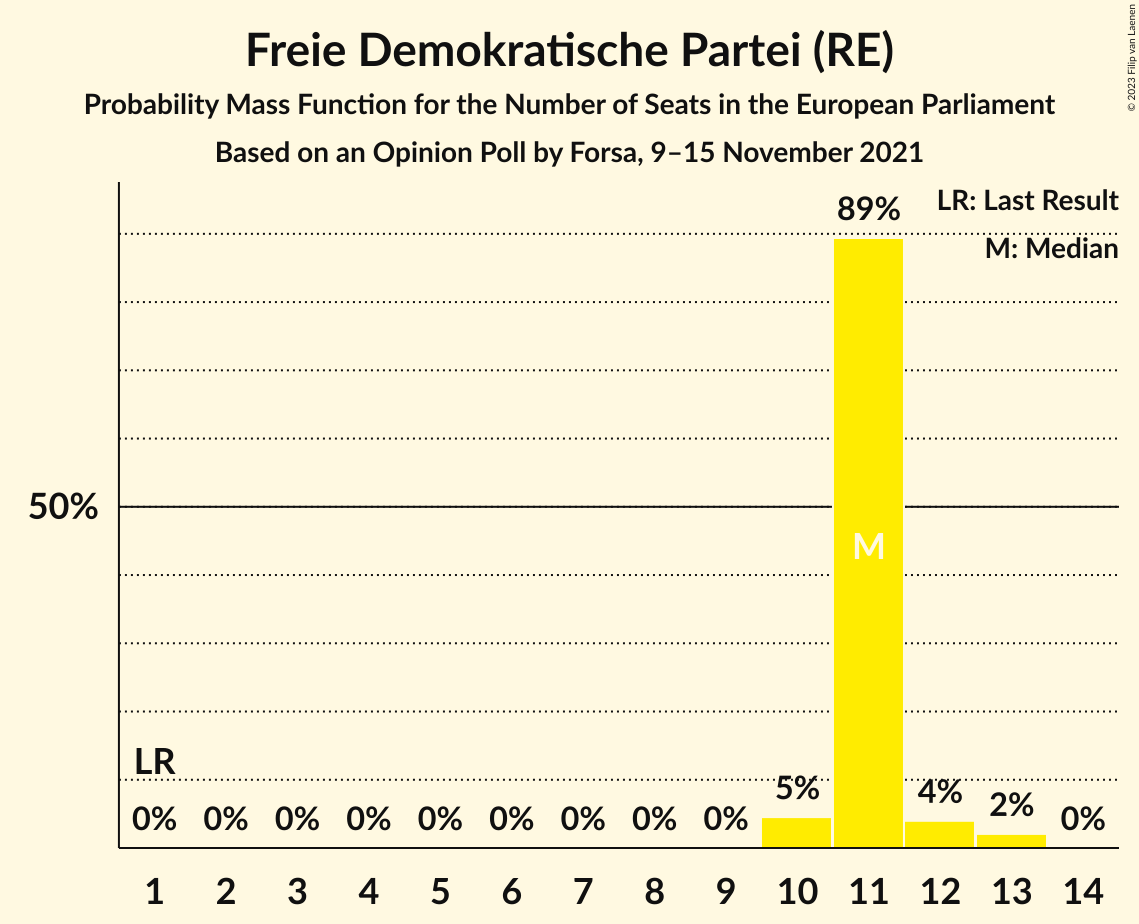 Freie Demokratische Partei (RE)
Probability Mass Function for the Number of Seats in the European Parliament
Based on an Opinion Poll by Forsa, 9–15 November 2021
© 2023 Filip van Laenen
LR: Last Result
M: Median
89%
50%
M
LR
0% 0% 0% 0% 0% 0% 0% 0% 0% 5% 4% 2% 0%
1 2 3 4 5 6 7 8 9 10 11 12 13 14